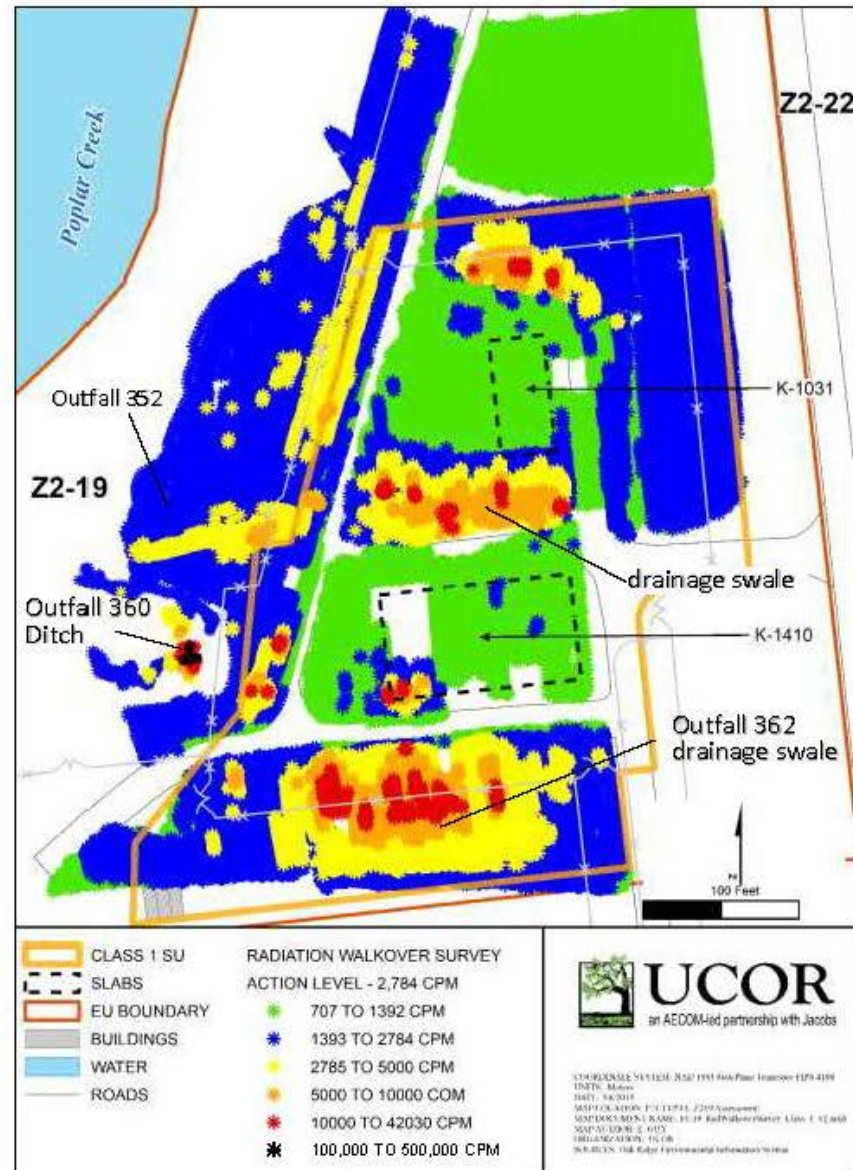 Poplar Creek
Z2-22
Outfall 352
K-1031
Z2-19
drainage swale
Outfall 360
Ditch
K-1410
Outfall 362
drainage swale
100 Feet
CLASS 1 SU
SLABS
EU BOUNDARY
BUILDINGS
WATER
ROADS
RADIATION WALKOVER SURVEY
ACTION LEVEL - 2,784 CPM
707 TO 1392 CPM
1393 TO 2784 CPM
2785 TO 5000 CPM
5000 TO 10000 COM
10000 TO 42030 CPM
100,000 TO 500,000 CPM
UCOR
an AECOM-led partnership with Jacobs
UNITS: Meters